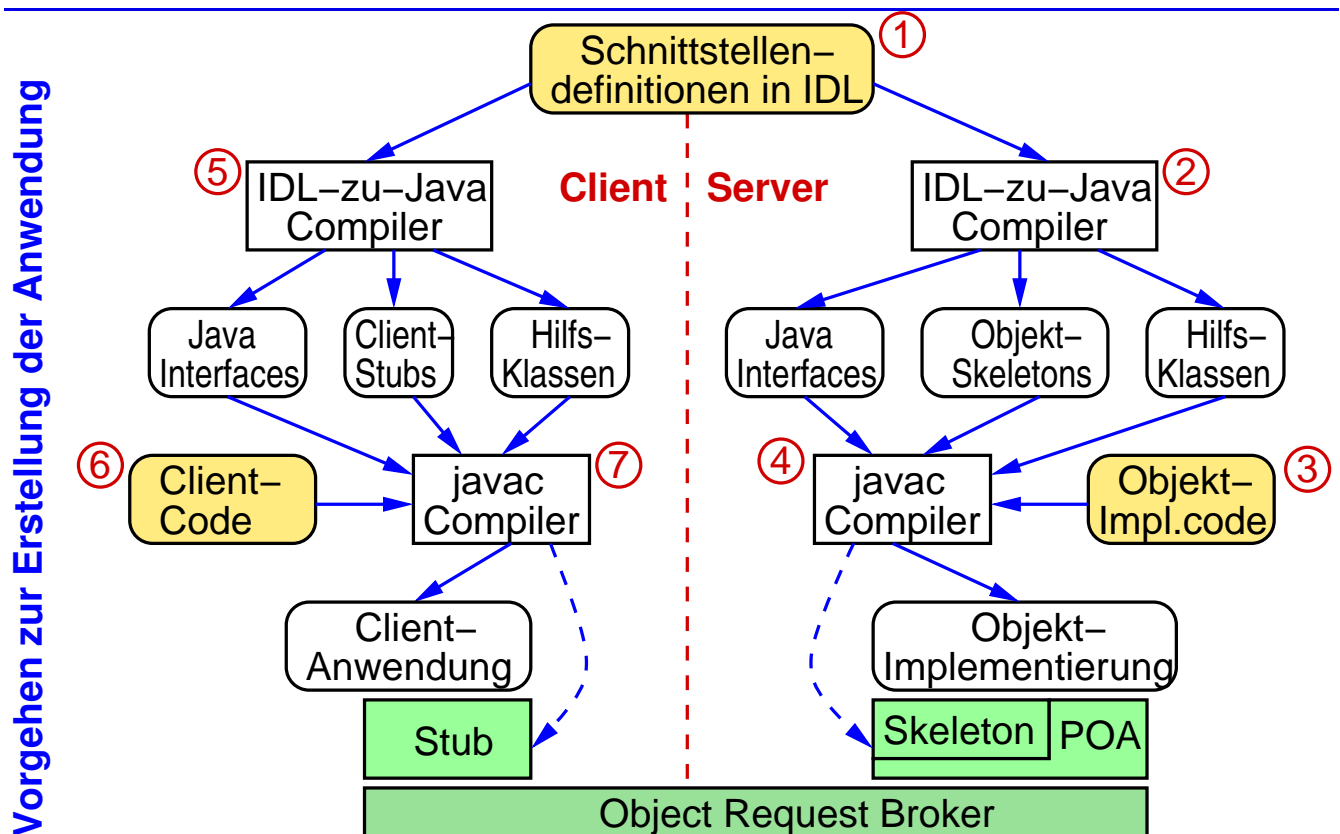 Vorgehen zur Erstellung der Anwendung
Schnittstellen–
definitionen in IDL
1
5
IDL–zu–Java
Compiler
Client
Server
IDL–zu–Java
Compiler
2
Java
Interfaces
Client–
Stubs
Hilfs–
Klassen
Java
Interfaces
Objekt–
Skeletons
Hilfs–
Klassen
6
Client–
Code
javac
Compiler
7
4
javac
Compiler
Objekt–
Impl.code
3
Client–
Anwendung
Objekt–
Implementierung
Stub
Skeleton
POA
Object Request Broker